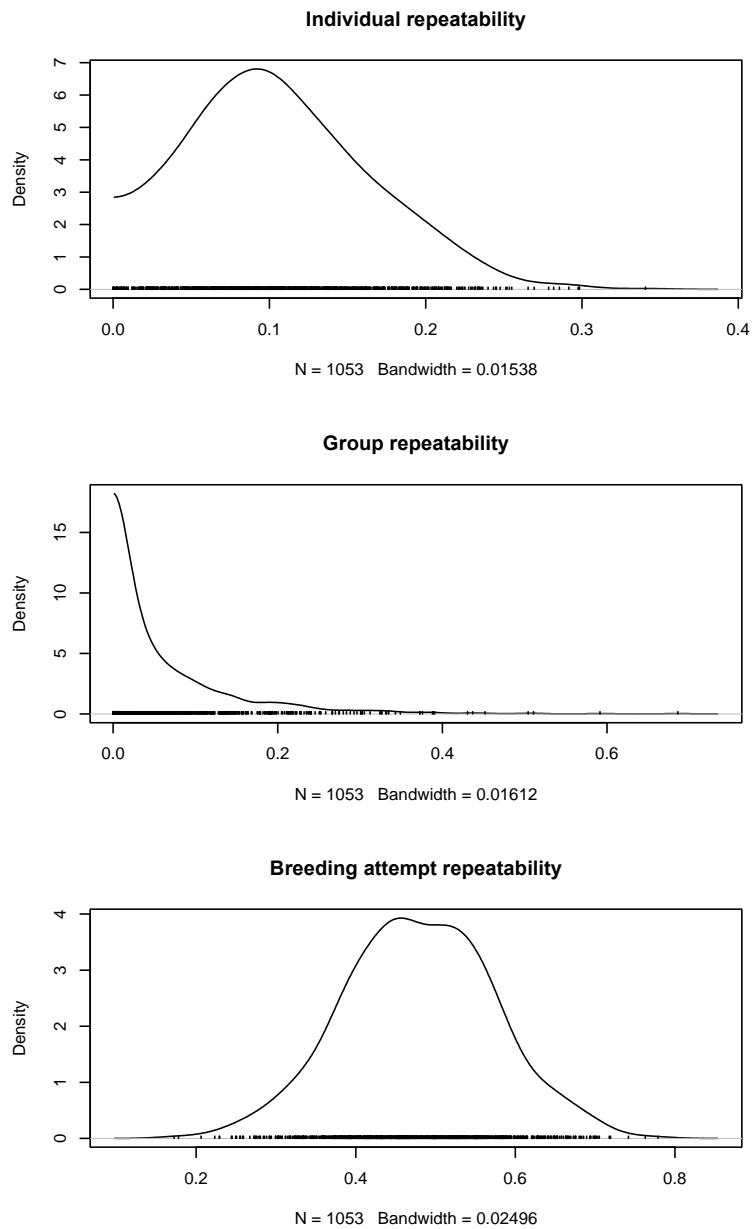 Individual repeatability
7
6
5
4
3
2
1
0
Density
0.0 0.1 0.2 0.3 0.4
N = 1053 Bandwidth = 0.01538
Group repeatability
15
10
5
0
Density
0.0 0.2 0.4 0.6
N = 1053 Bandwidth = 0.01612
Breeding attempt repeatability
4
3
2
1
0
Density
0.2 0.4 0.6 0.8
N = 1053 Bandwidth = 0.02496